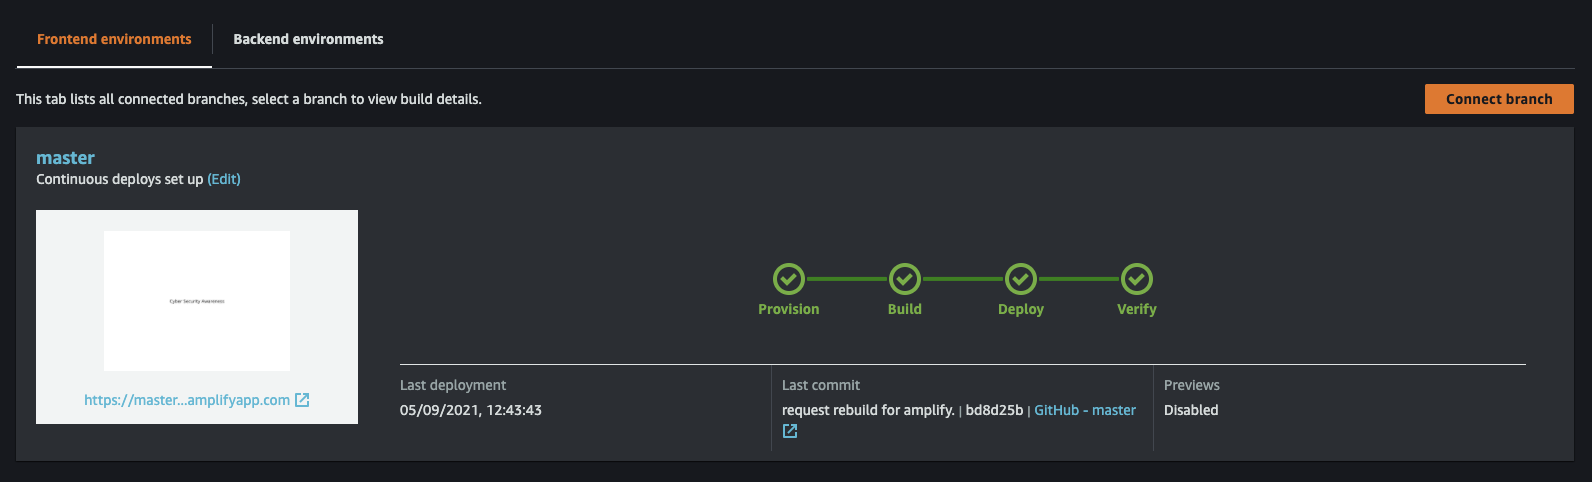 Frontend environments
Backend environments
This tab lists all connected branches, select a branch to view build details.
Connect branch
master
Continuous deploys set up (Edit)
Cyber Security Awareness
https://master...amplifyapp.com
Provision
Build
Deploy
Verify
Last deployment
05/09/2021, 12:43:43
Last commit
request rebuild for amplify. | bd8d25b | GitHub - master
Previews
Disabled